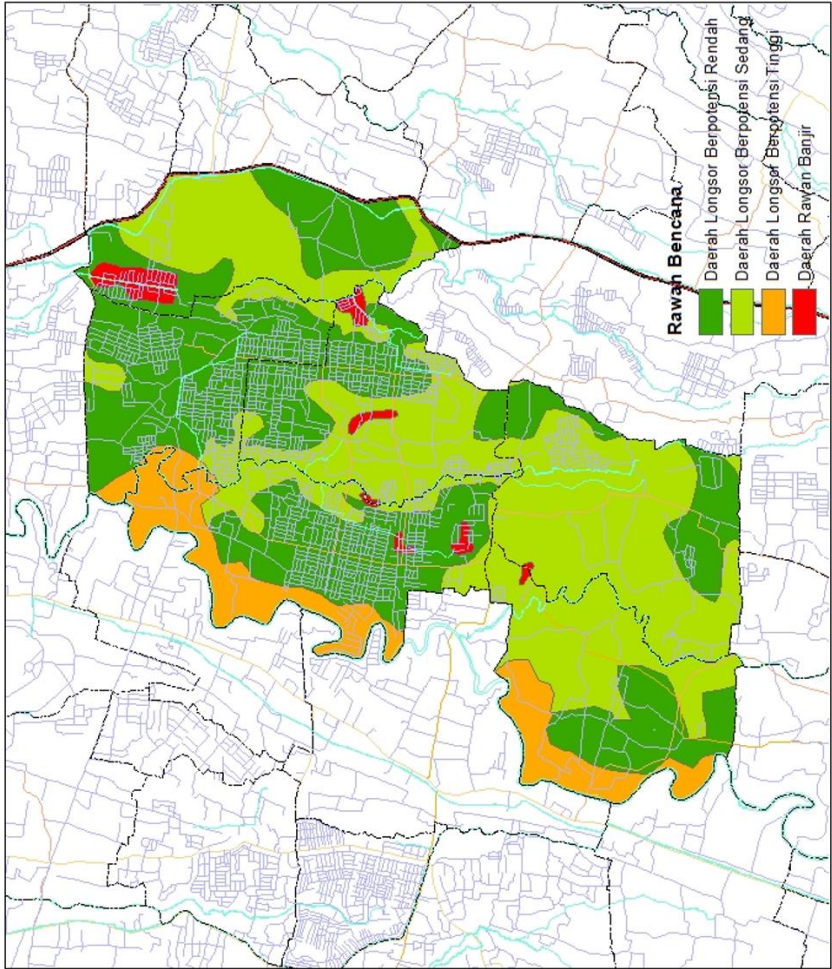 Rawan Bencana
Daerah Longsor Berpotensi Rendah
Daerah Longsor Berpotensi Sedang
Daerah Longsor Berpotensi Tinggi
Daerah Rawan Banjir